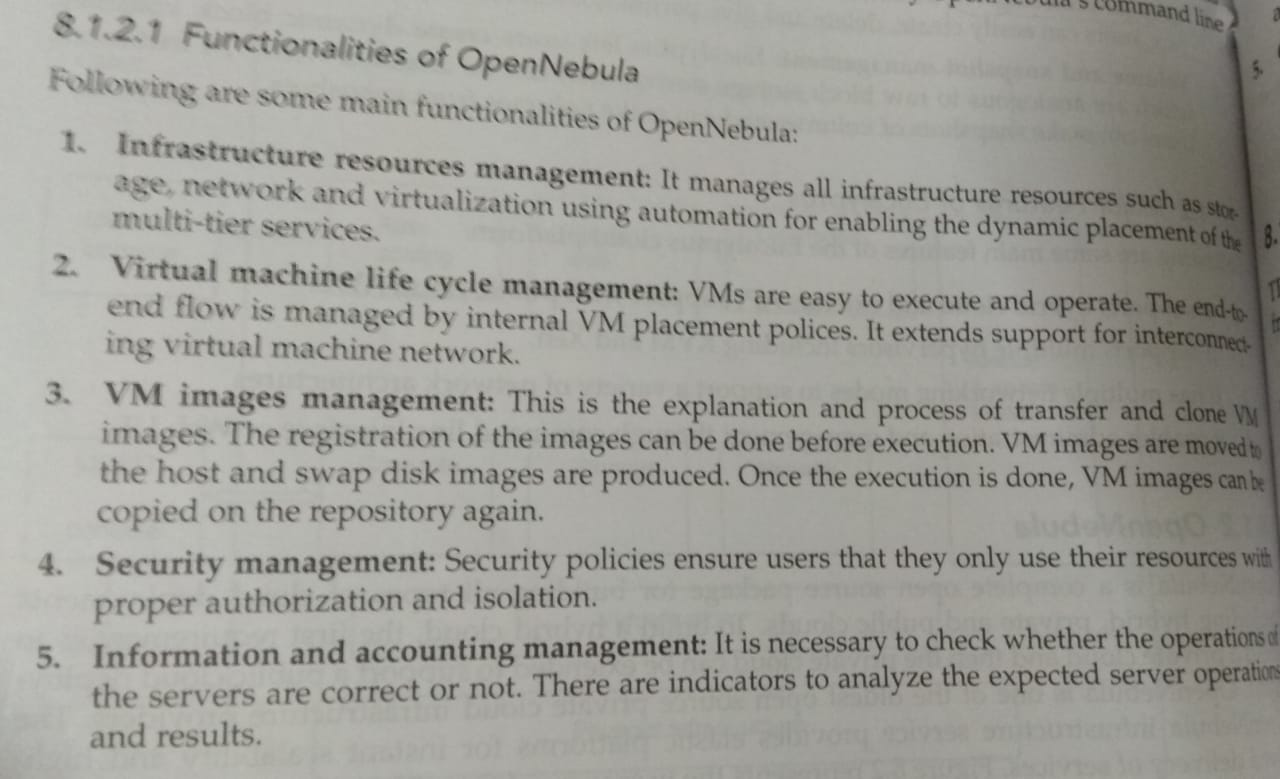 's command line
8.1.2.1 Functionalities of OpenNebula
Following are some main functionalities of OpenNebula:
1. Infrastructure resources management: It manages all infrastructure resources such as stor-
age, network and virtualization using automation for enabling the dynamic placement of the
multi-tier services.
2. Virtual machine life cycle management: VMs are easy to execute and operate. The end-to-
end flow is managed by internal VM placement polices. It extends support for interconnect-
ing virtual machine network.
3. VM images management: This is the explanation and process of transfer and clone VM
images. The registration of the images can be done before execution. VM images are moved to
the host and swap disk images are produced. Once the execution is done, VM images can be
copied on the repository again.
4. Security management: Security policies ensure users that they only use their resources with
proper authorization and isolation.
5. Information and accounting management: It is necessary to check whether the operations of
the servers are correct or not. There are indicators to analyze the expected server operations
and results.